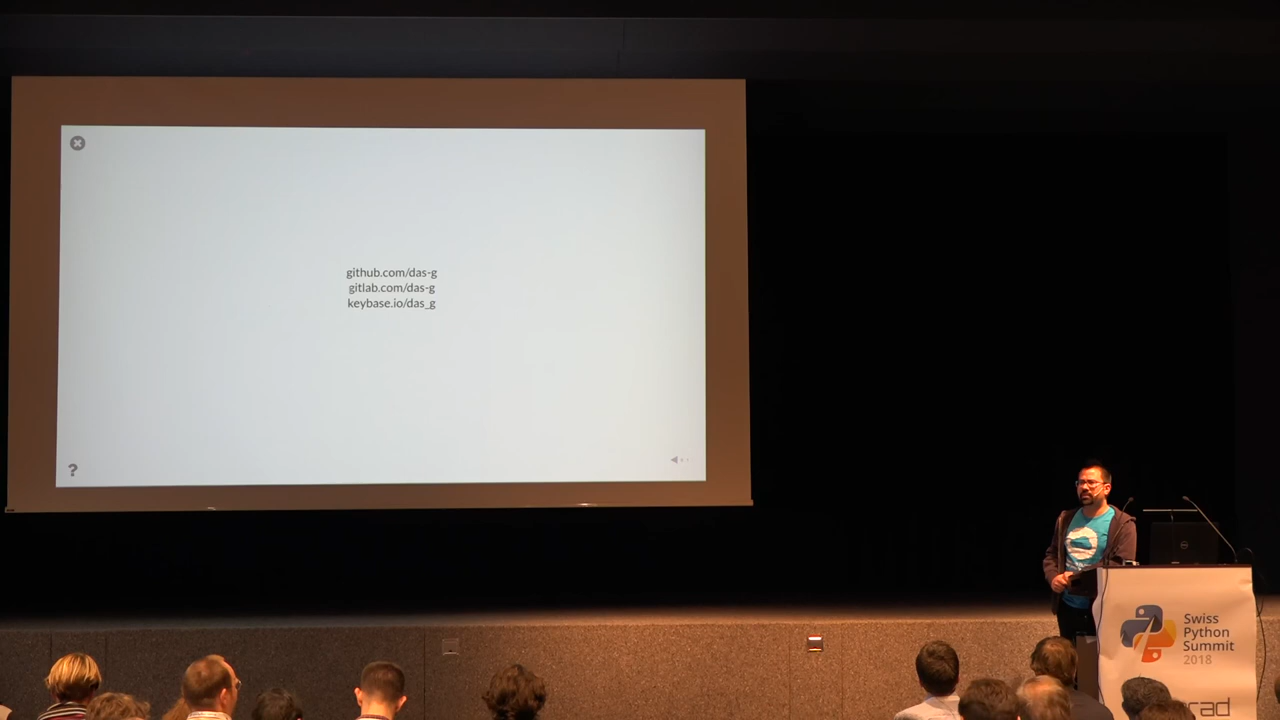 github.com/das-g
gitlab.com/das-g
keybase.io/das_g
?
Swiss
Python
Summit
2018